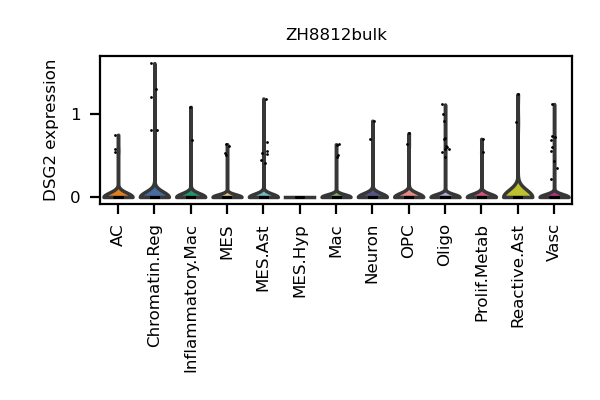 ZH8812bulk
DSG2 expression
1
0
AC
Chromatin.Reg
Inflammatory.Mac
MES
MES.Ast
MES.Hyp
Mac
Neuron
OPC
Oligo
Prolif.Metab
Reactive.Ast
Vasc